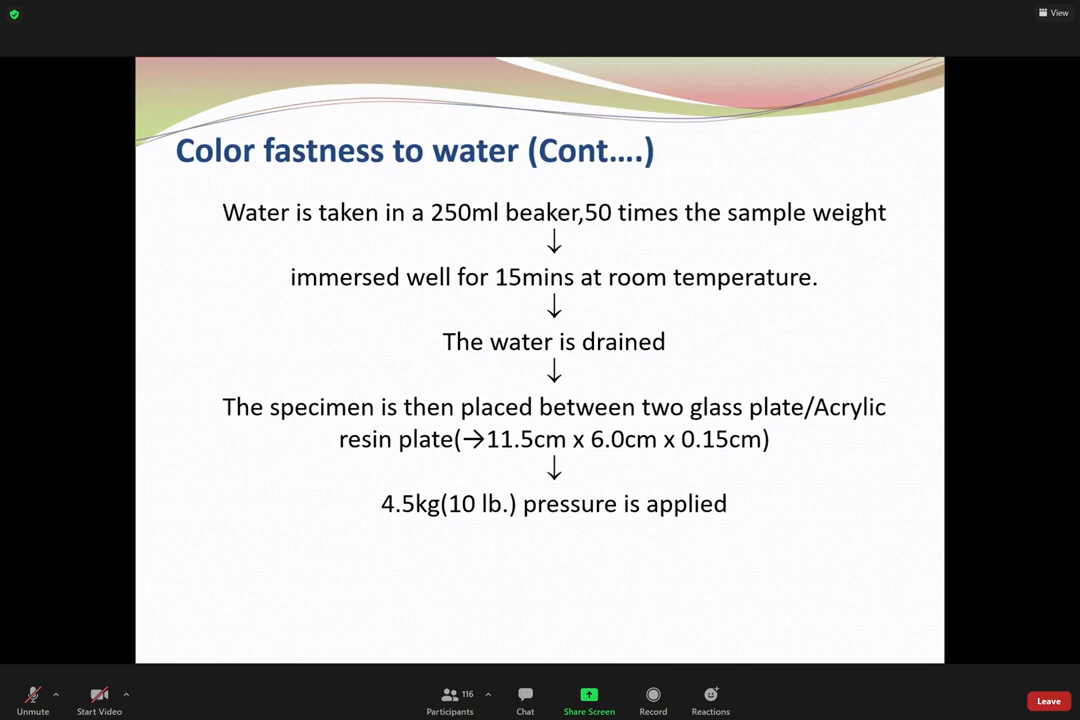 View
Color fastness to water (Cont....)
Water is taken in a 250ml beaker,50 times the sample weight
↓
immersed well for 15mins at room temperature.
↓
The water is drained
↓
The specimen is then placed between two glass plate/Acrylic
resin plate(→11.5cm x 6.0cm x 0.15cm)
↓
4.5kg(10 lb.) pressure is applied
116
Unmute
Start Video
Participants
Chat
Share Screen
Record
Reactions
Leave